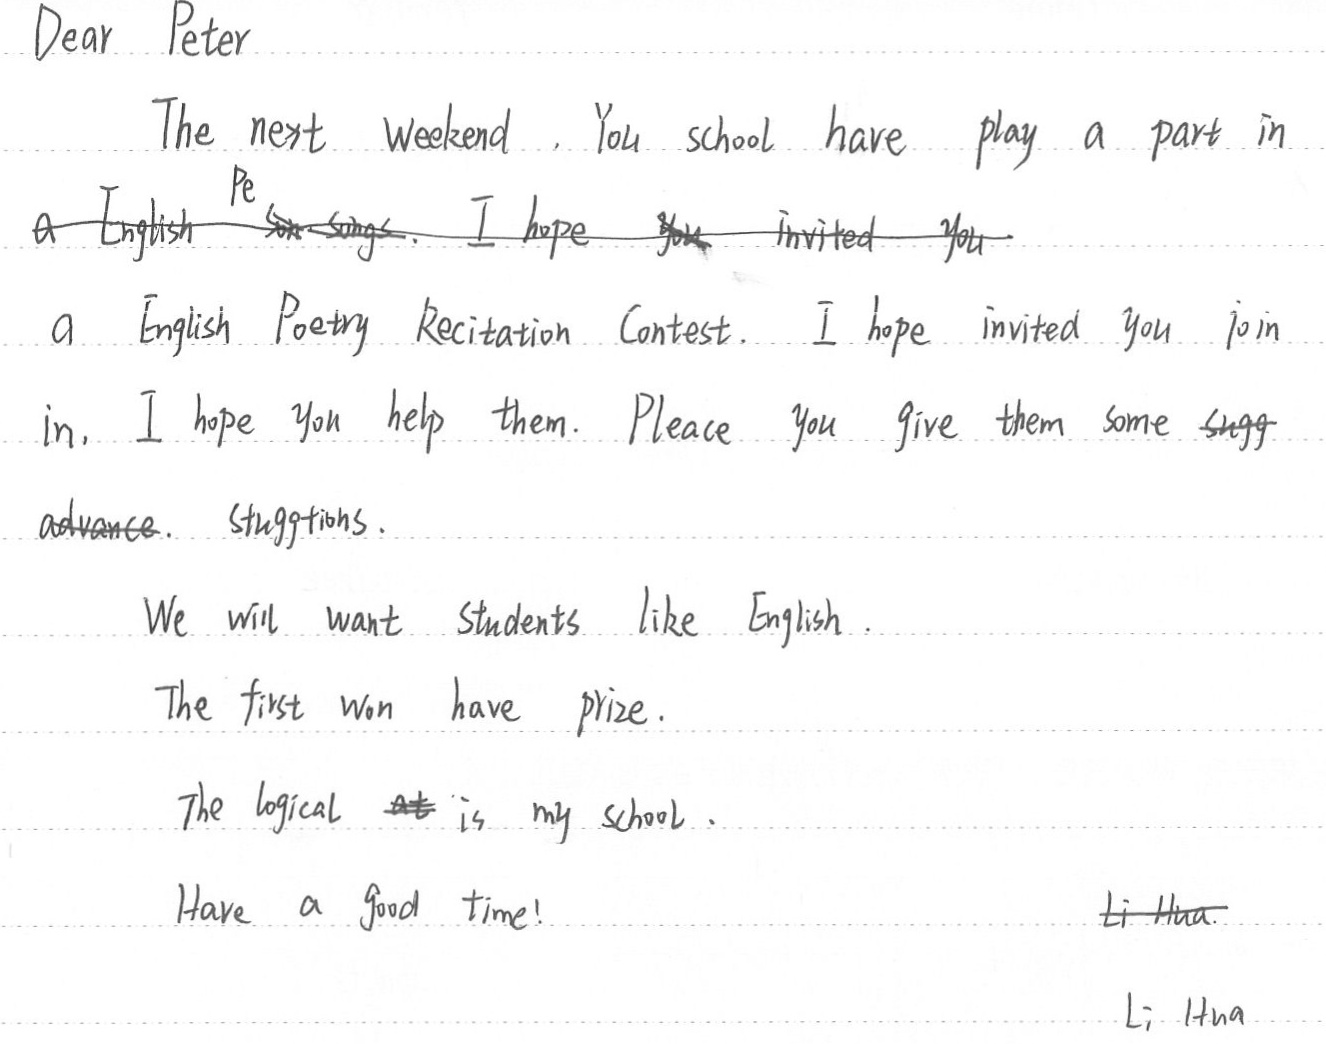 Dear Peter
The next weekend. You school have play a part in
a English Pe songs. I hope you invited you
a English Poetry Recitation Contest. I hope invited you join
in. I hope you help them. Pleace you give them some sugg
advance. stuggtions.
We will want students like English.
The first won have prize.
The logical at is my school.
Have a good time!
Li Hua.
Li Hua